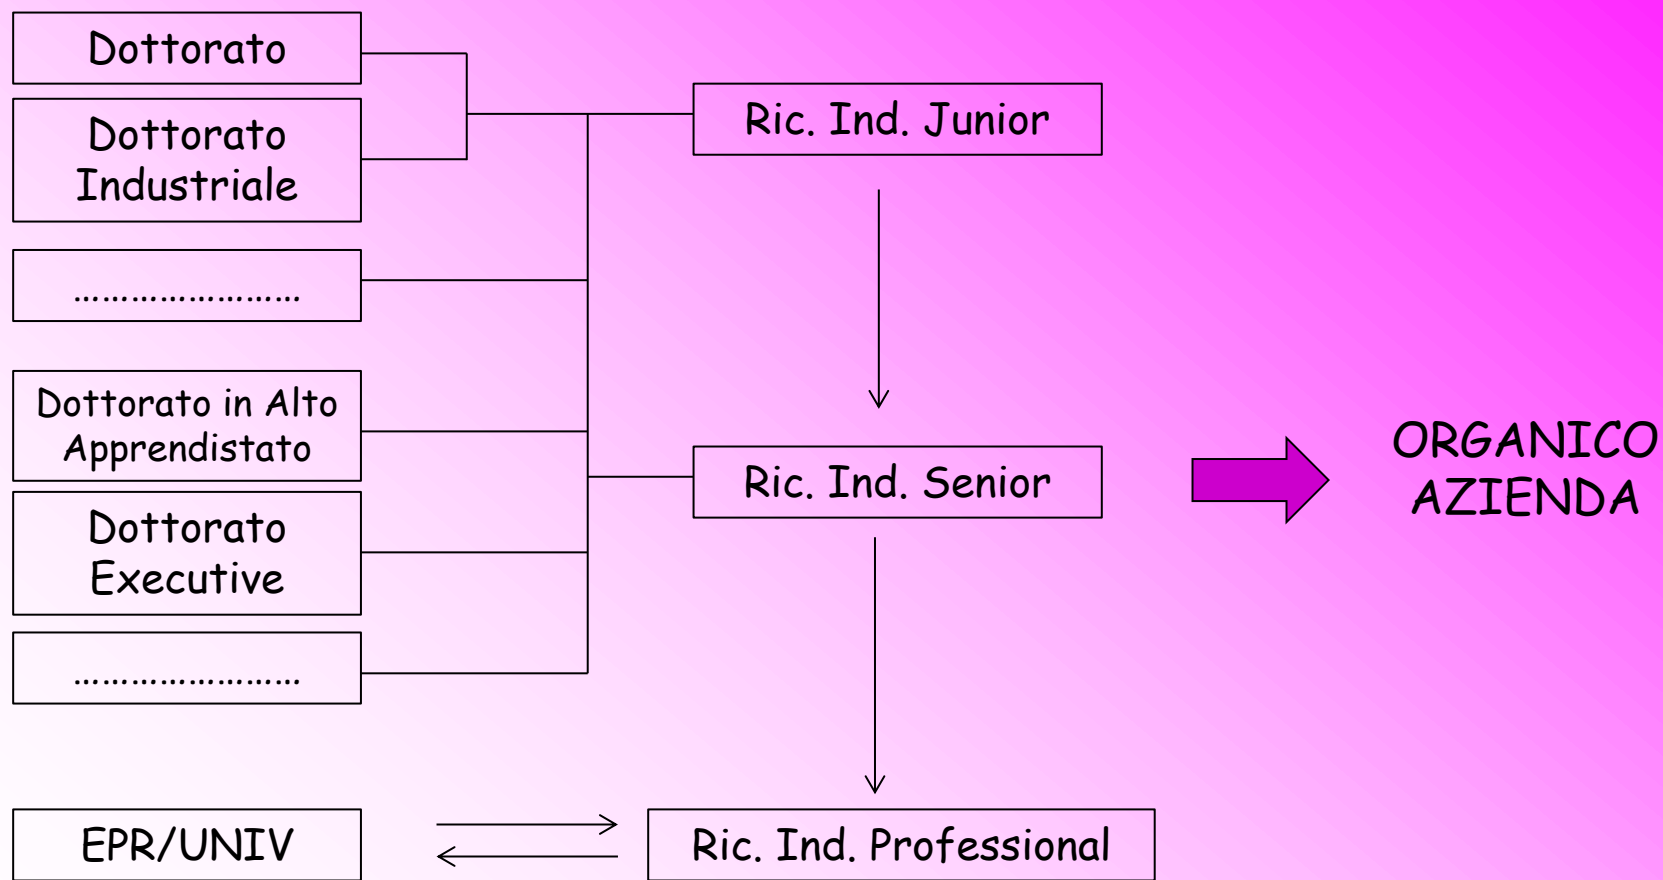 Dottorato
Dottorato
Industriale
……………………
Dottorato in Alto
Apprendistato
Dottorato
Executive
……………………
EPR/UNIV
Ric. Ind. Junior
Ric. Ind. Senior
Ric. Ind. Professional
ORGANICO
AZIENDA